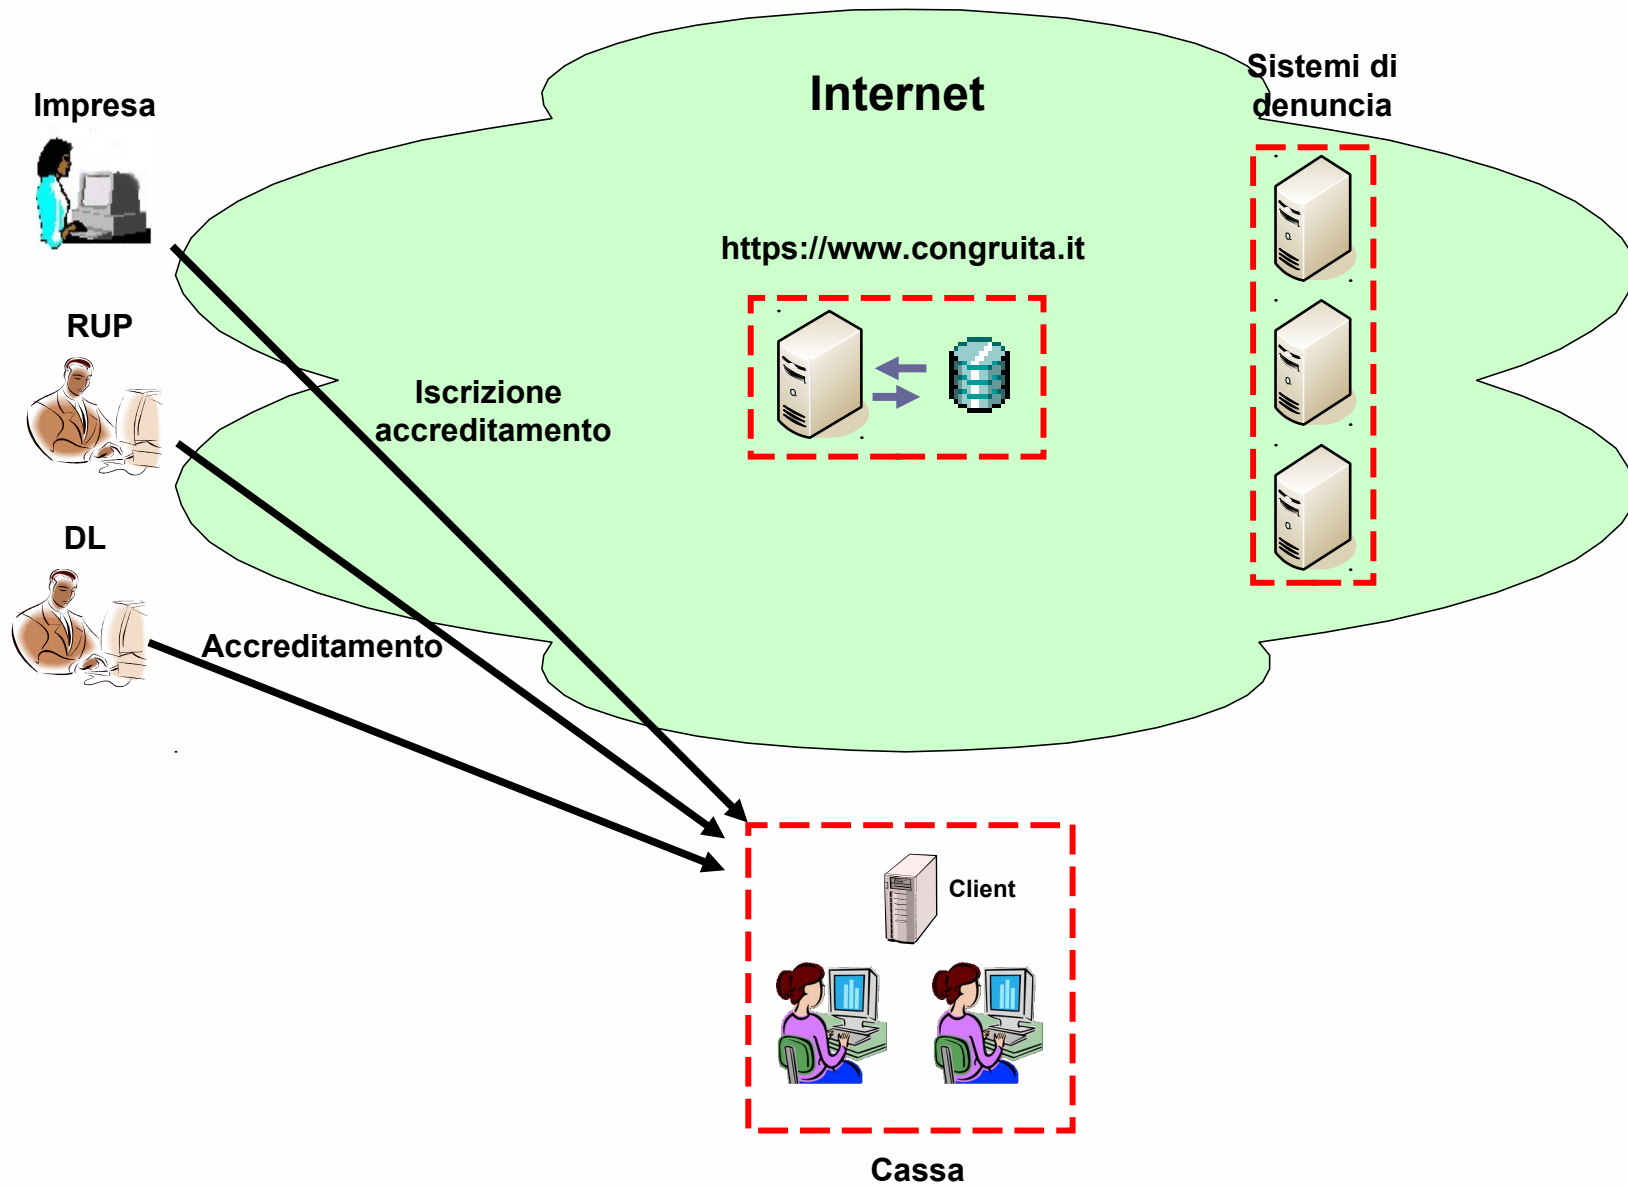 Internet
Sistemi di
denuncia
Impresa
https://www.congruita.it
RUP
Iscrizione
accreditamento
DL
Accreditamento
Client
Cassa